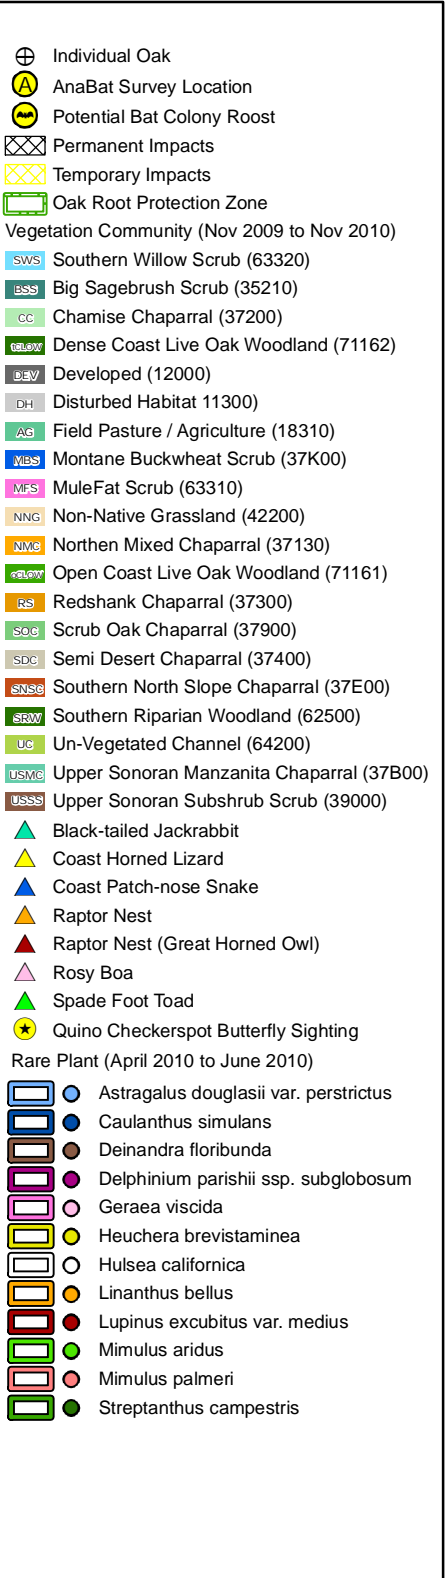 Individual Oak
A AnaBat Survey Location
Potential Bat Colony Roost
Permanent Impacts
Temporary Impacts
Oak Root Protection Zone
Vegetation Community (Nov 2009 to Nov 2010)
SWS Southern Willow Scrub (63320)
BSS Big Sagebrush Scrub (35210)
CC Chamise Chaparral (37200)
tCLOW Dense Coast Live Oak Woodland (71162)
DEV Developed (12000)
DH Disturbed Habitat 11300)
AG Field Pasture / Agriculture (18310)
MBS Montane Buckwheat Scrub (37K00)
MFS MuleFat Scrub (63310)
NNG Non-Native Grassland (42200)
NMC Northen Mixed Chaparral (37130)
oCLOW Open Coast Live Oak Woodland (71161)
RS Redshank Chaparral (37300)
SOC Scrub Oak Chaparral (37900)
SDC Semi Desert Chaparral (37400)
SNSC Southern North Slope Chaparral (37E00)
SRW Southern Riparian Woodland (62500)
UC Un-Vegetated Channel (64200)
USMC Upper Sonoran Manzanita Chaparral (37B00)
USSS Upper Sonoran Subshrub Scrub (39000)
Black-tailed Jackrabbit
Coast Horned Lizard
Coast Patch-nose Snake
Raptor Nest
Raptor Nest (Great Horned Owl)
Rosy Boa
Spade Foot Toad
Quino Checkerspot Butterfly Sighting
Rare Plant (April 2010 to June 2010)
Astragalus douglasii var. perstrictus
Caulanthus simulans
Deinandra floribunda
Delphinium parishii ssp. subglobosum
Geraea viscida
Heuchera brevistaminea
Hulsea californica
Linanthus bellus
Lupinus excubitus var. medius
Mimulus aridus
Mimulus palmeri
Streptanthus campestris